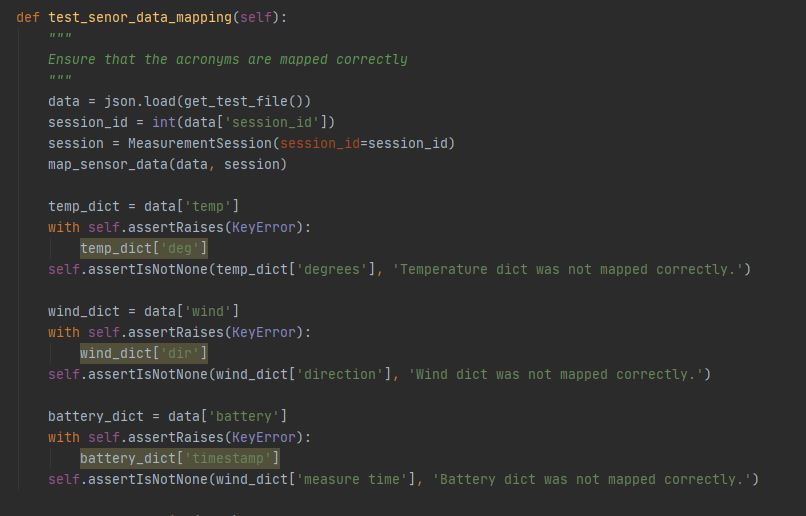 def test_senor_data_mapping(self):
"""
Ensure that the acronyms are mapped correctly
"""
data = json.load(get_test_file())
session_id = int(data['session_id'])
session = MeasurementSession(session_id=session_id)
map_sensor_data(data, session)
temp_dict = data['temp']
with self.assertRaises(KeyError):
temp_dict['deg']
self.assertIsNotNone(temp_dict['degrees'], 'Temperature dict was not mapped correctly.')
wind_dict = data['wind']
with self.assertRaises(KeyError):
wind_dict['dir']
self.assertIsNotNone(wind_dict['direction'], 'Wind dict was not mapped correctly.')
battery_dict = data['battery']
with self.assertRaises(KeyError):
battery_dict['timestamp']
self.assertIsNotNone(wind_dict['measure time'], 'Battery dict was not mapped correctly.')